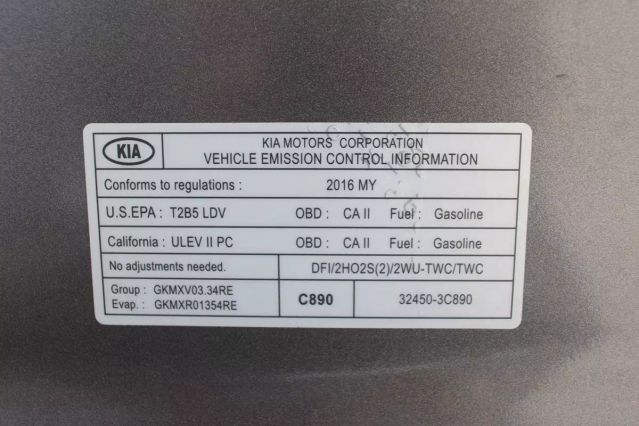 KIA
KIA MOTORS CORPORATION
VEHICLE EMISSION CONTROL INFORMATION
Conforms to regulations : 2016 MY
U.S.EPA : T2B5 LDV OBD : CA II Fuel : Gasoline
California : ULEV II PC OBD : CA II Fuel : Gasoline
No adjustments needed. DFI/2HO2S(2)/2WU-TWC/TWC
Group : GKMXV03.34RE
Evap. : GKMXR01354RE
C890
32450-3C890